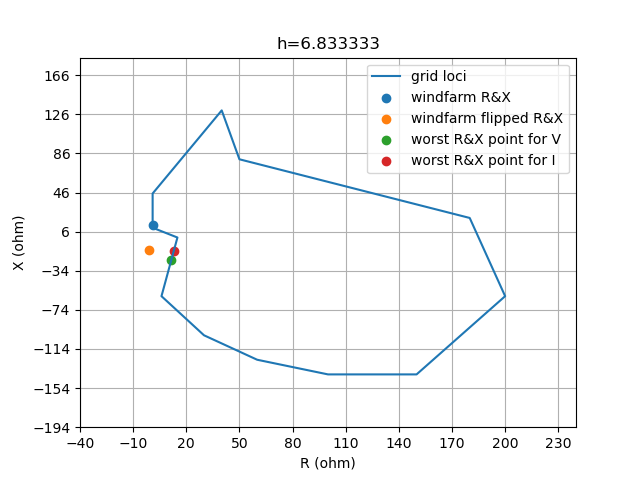 h=6.833333
grid loci
windfarm R&X
windfarm flipped R&X
worst R&X point for V
worst R&X point for I
X (ohm)
166
126
86
46
6
−34
−74
−114
−154
−194
−40 −10 20 50 80 110 140 170 200 230
R (ohm)